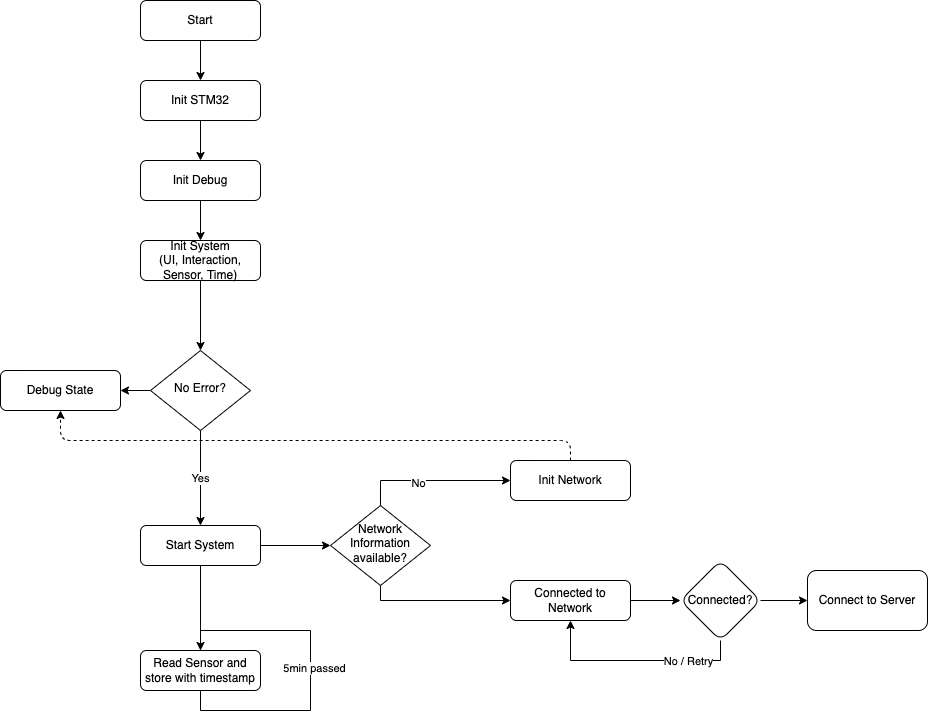 Start
Init STM32
Init Debug
Init System
(UI, Interaction,
Sensor, Time)
No Error?
Debug State
Yes
Start System
Network
Information
available?
No
Init Network
Connected to
Network
Connected?
Connect to Server
No / Retry
Read Sensor and
store with timestamp
5min passed